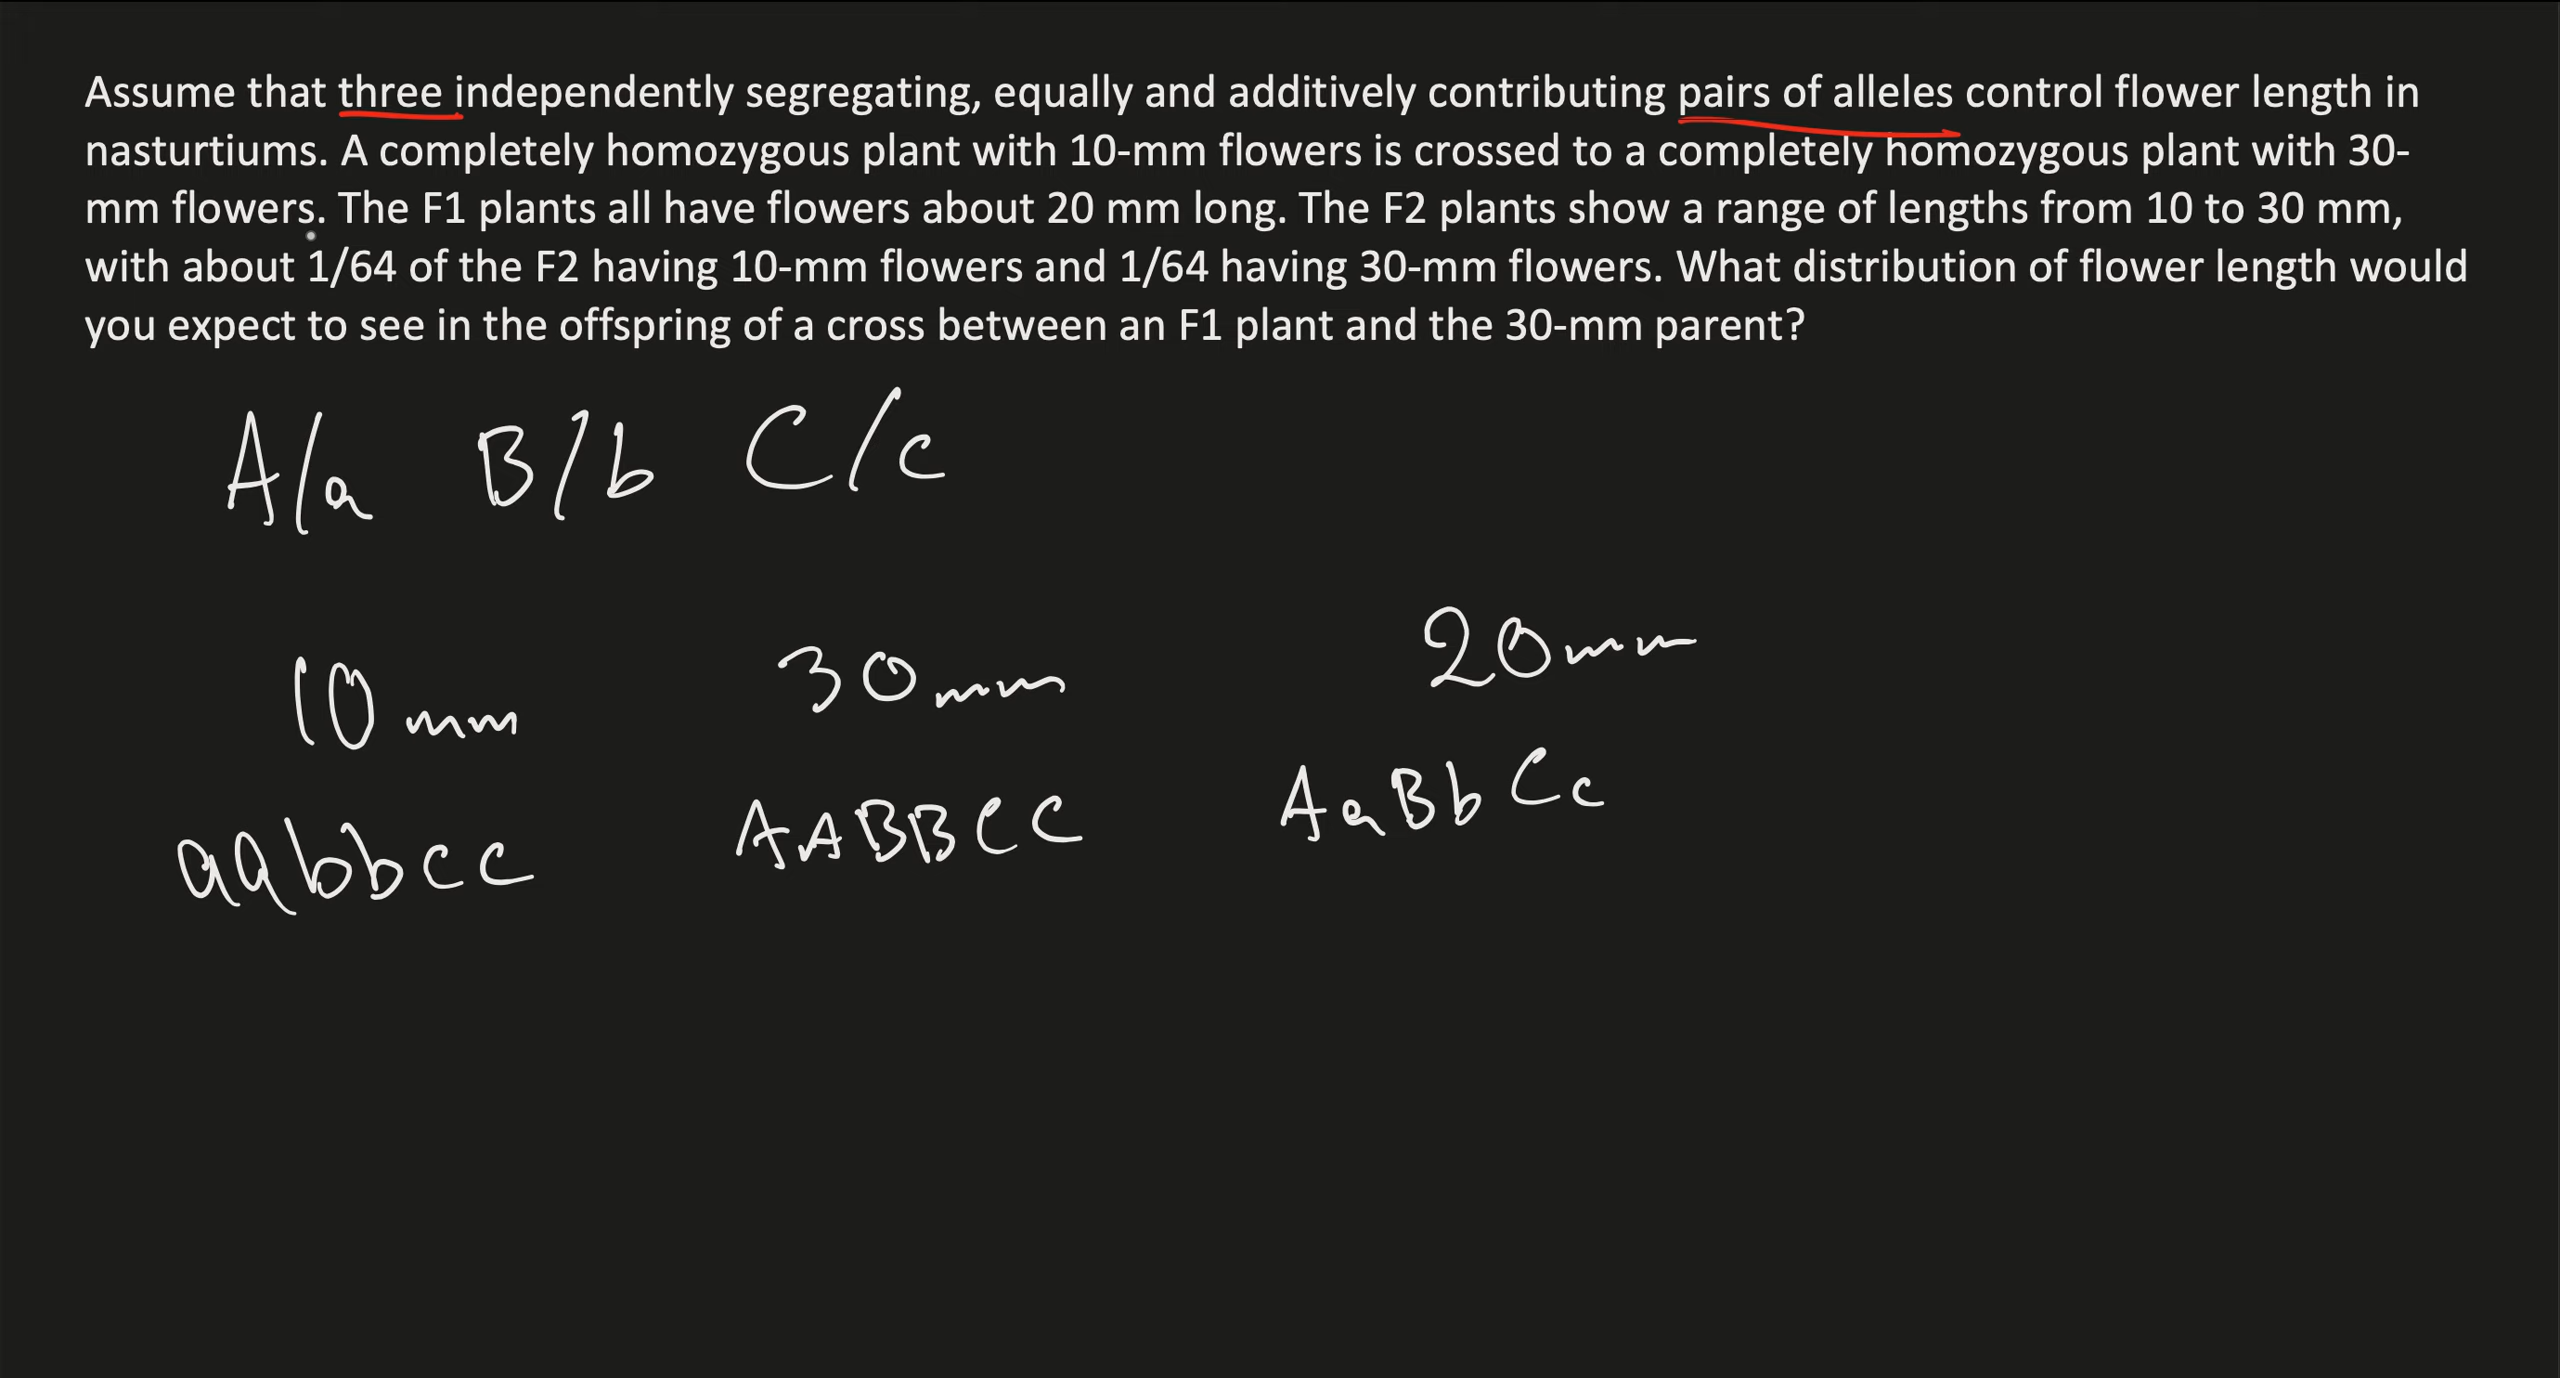 Assume that three independently segregating, equally and additively contributing pairs of alleles control flower length in
nasturtiums. A completely homozygous plant with 10-mm flowers is crossed to a completely homozygous plant with 30-
mm flowers. The F1 plants all have flowers about 20 mm long. The F2 plants show a range of lengths from 10 to 30 mm,
with about 1/64 of the F2 having 10-mm flowers and 1/64 having 30-mm flowers. What distribution of flower length would
you expect to see in the offspring of a cross between an F1 plant and the 30-mm parent?
A/a B/b C/c
10mm 30mm 20mm
aabbcc AABBCC AaBbCc